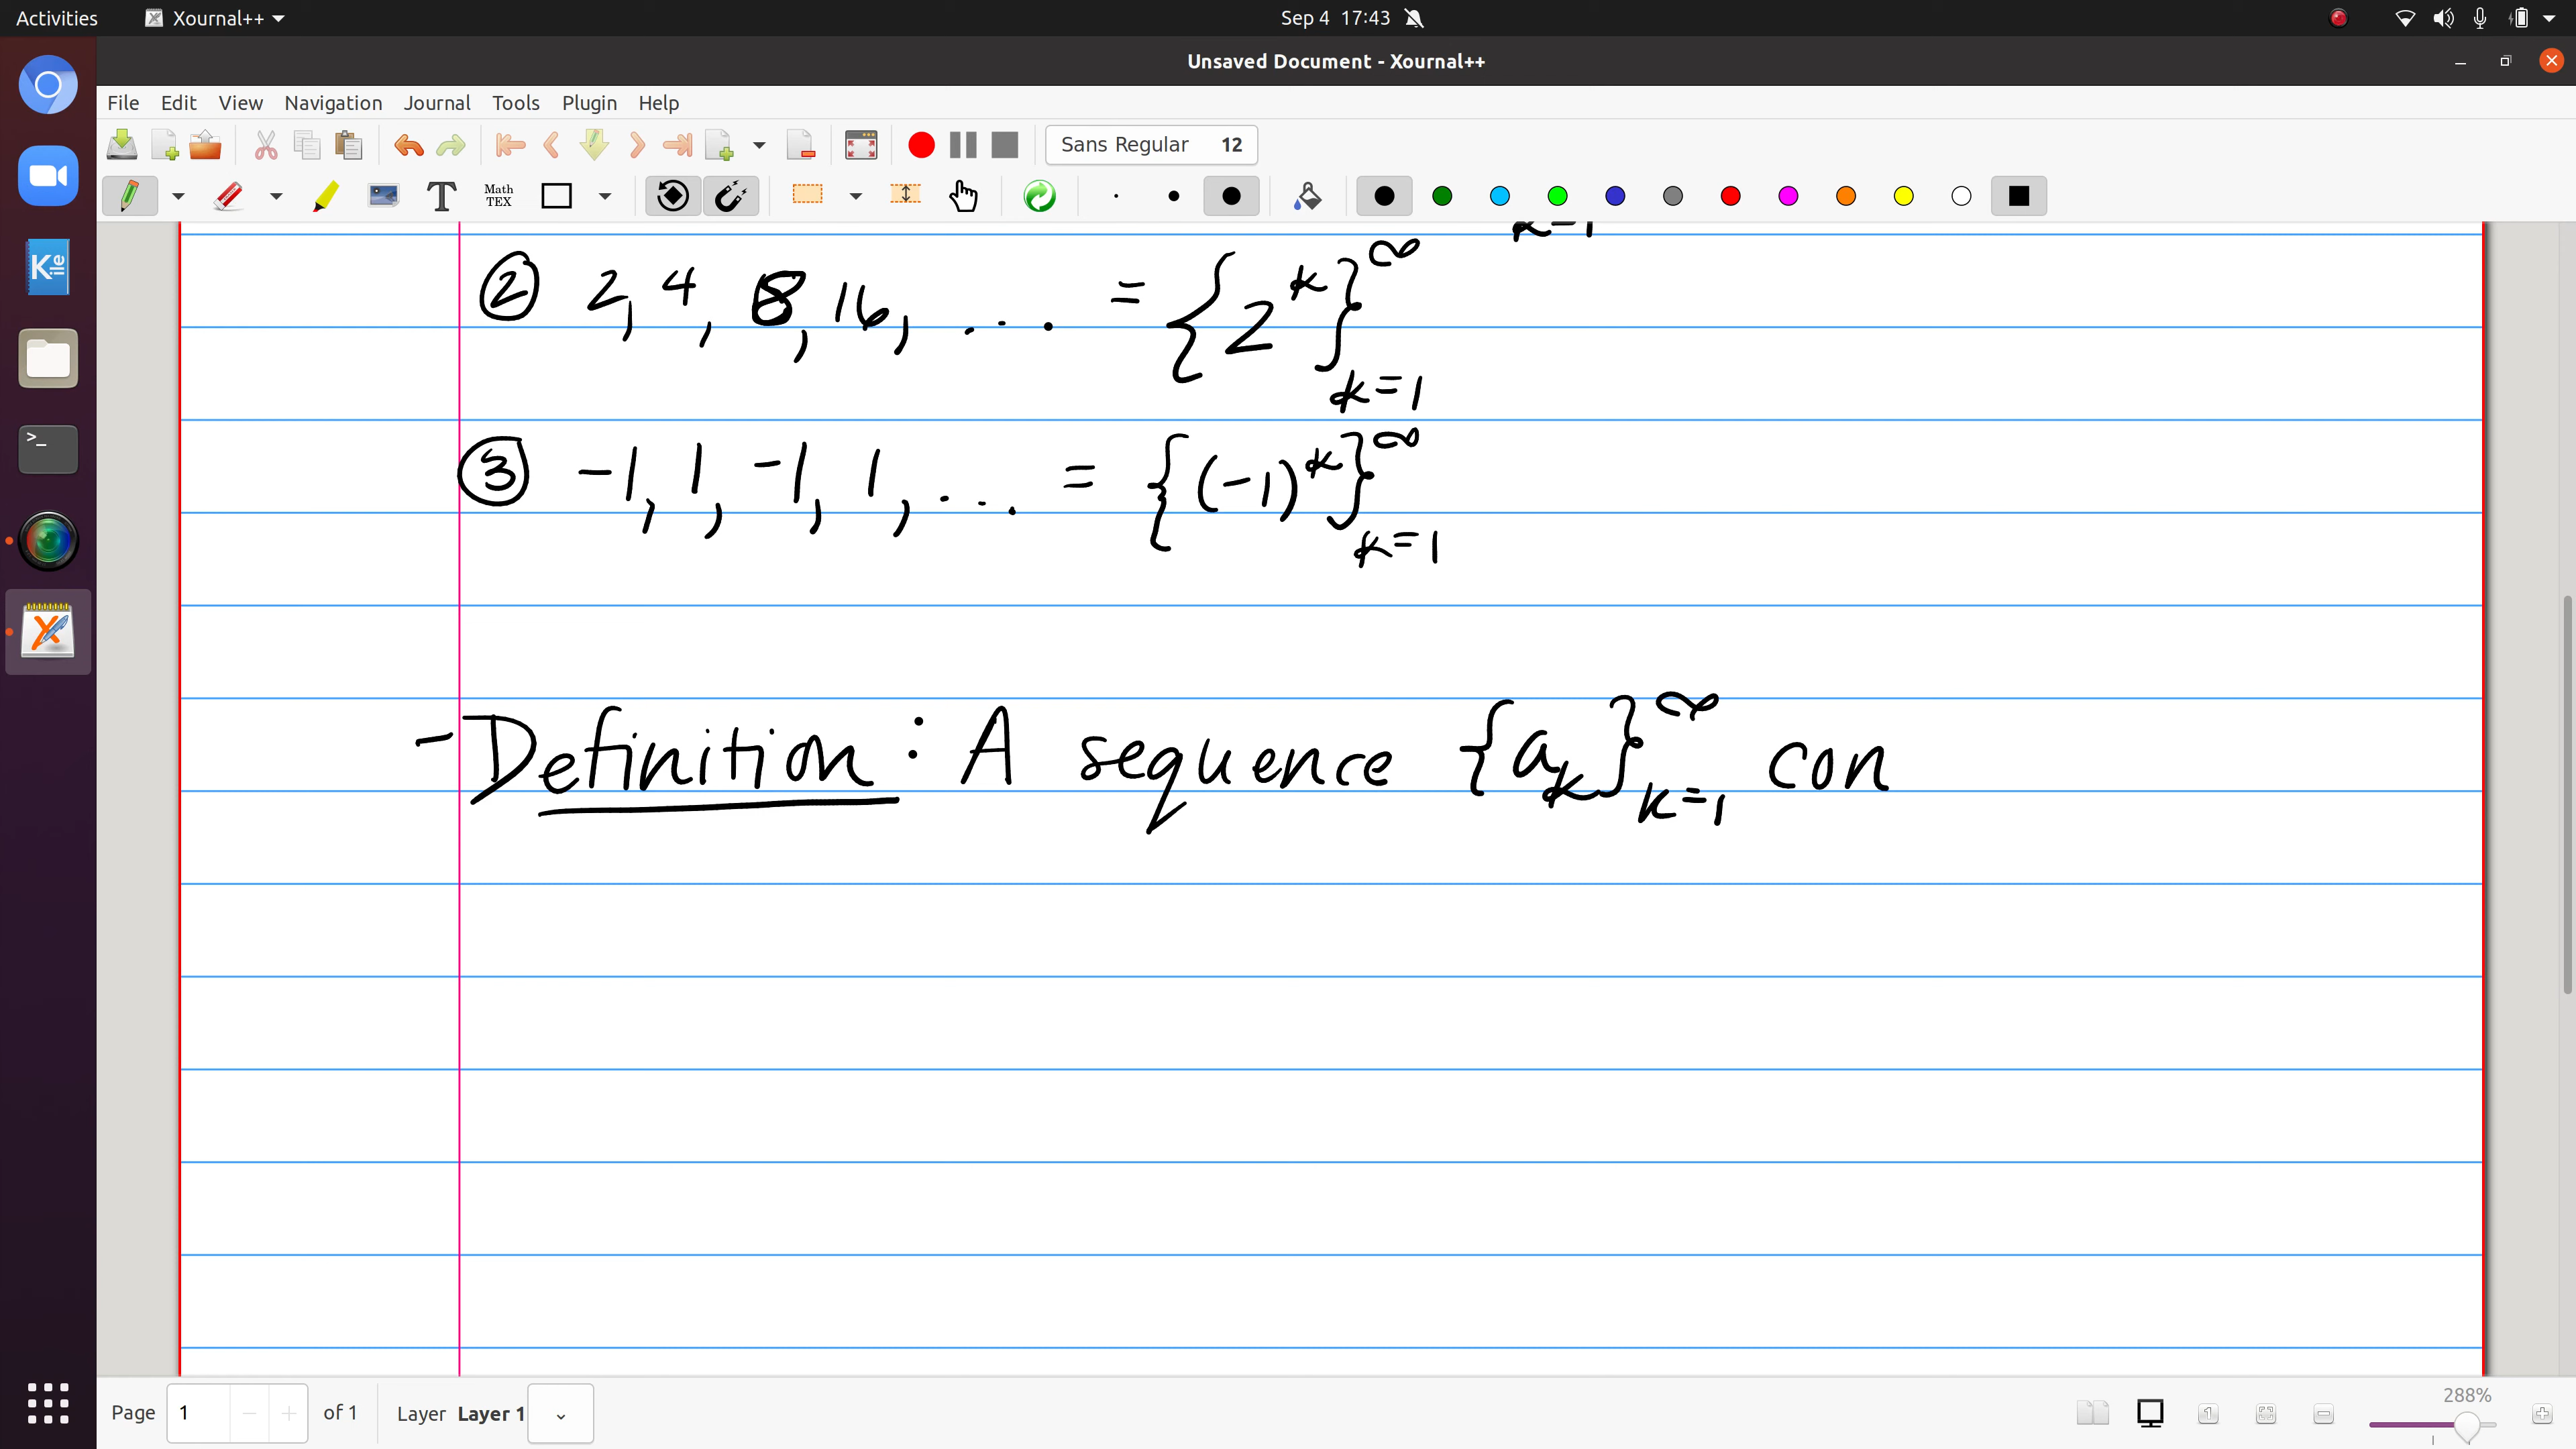 Activities Xournal++ Sep 4 17:43
Unsaved Document - Xournal++
File Edit View Navigation Journal Tools Plugin Help
Sans Regular 12
Math TEX
k=1
② 2, 4, 8, 16, ... = {2^k}^∞_{k=1}
③ -1, 1, -1, 1, ... = {(-1)^k}^∞_{k=1}
- Definition: A sequence {a_k}^∞_{k=1} con
Page 1 of 1 Layer Layer 1 288%